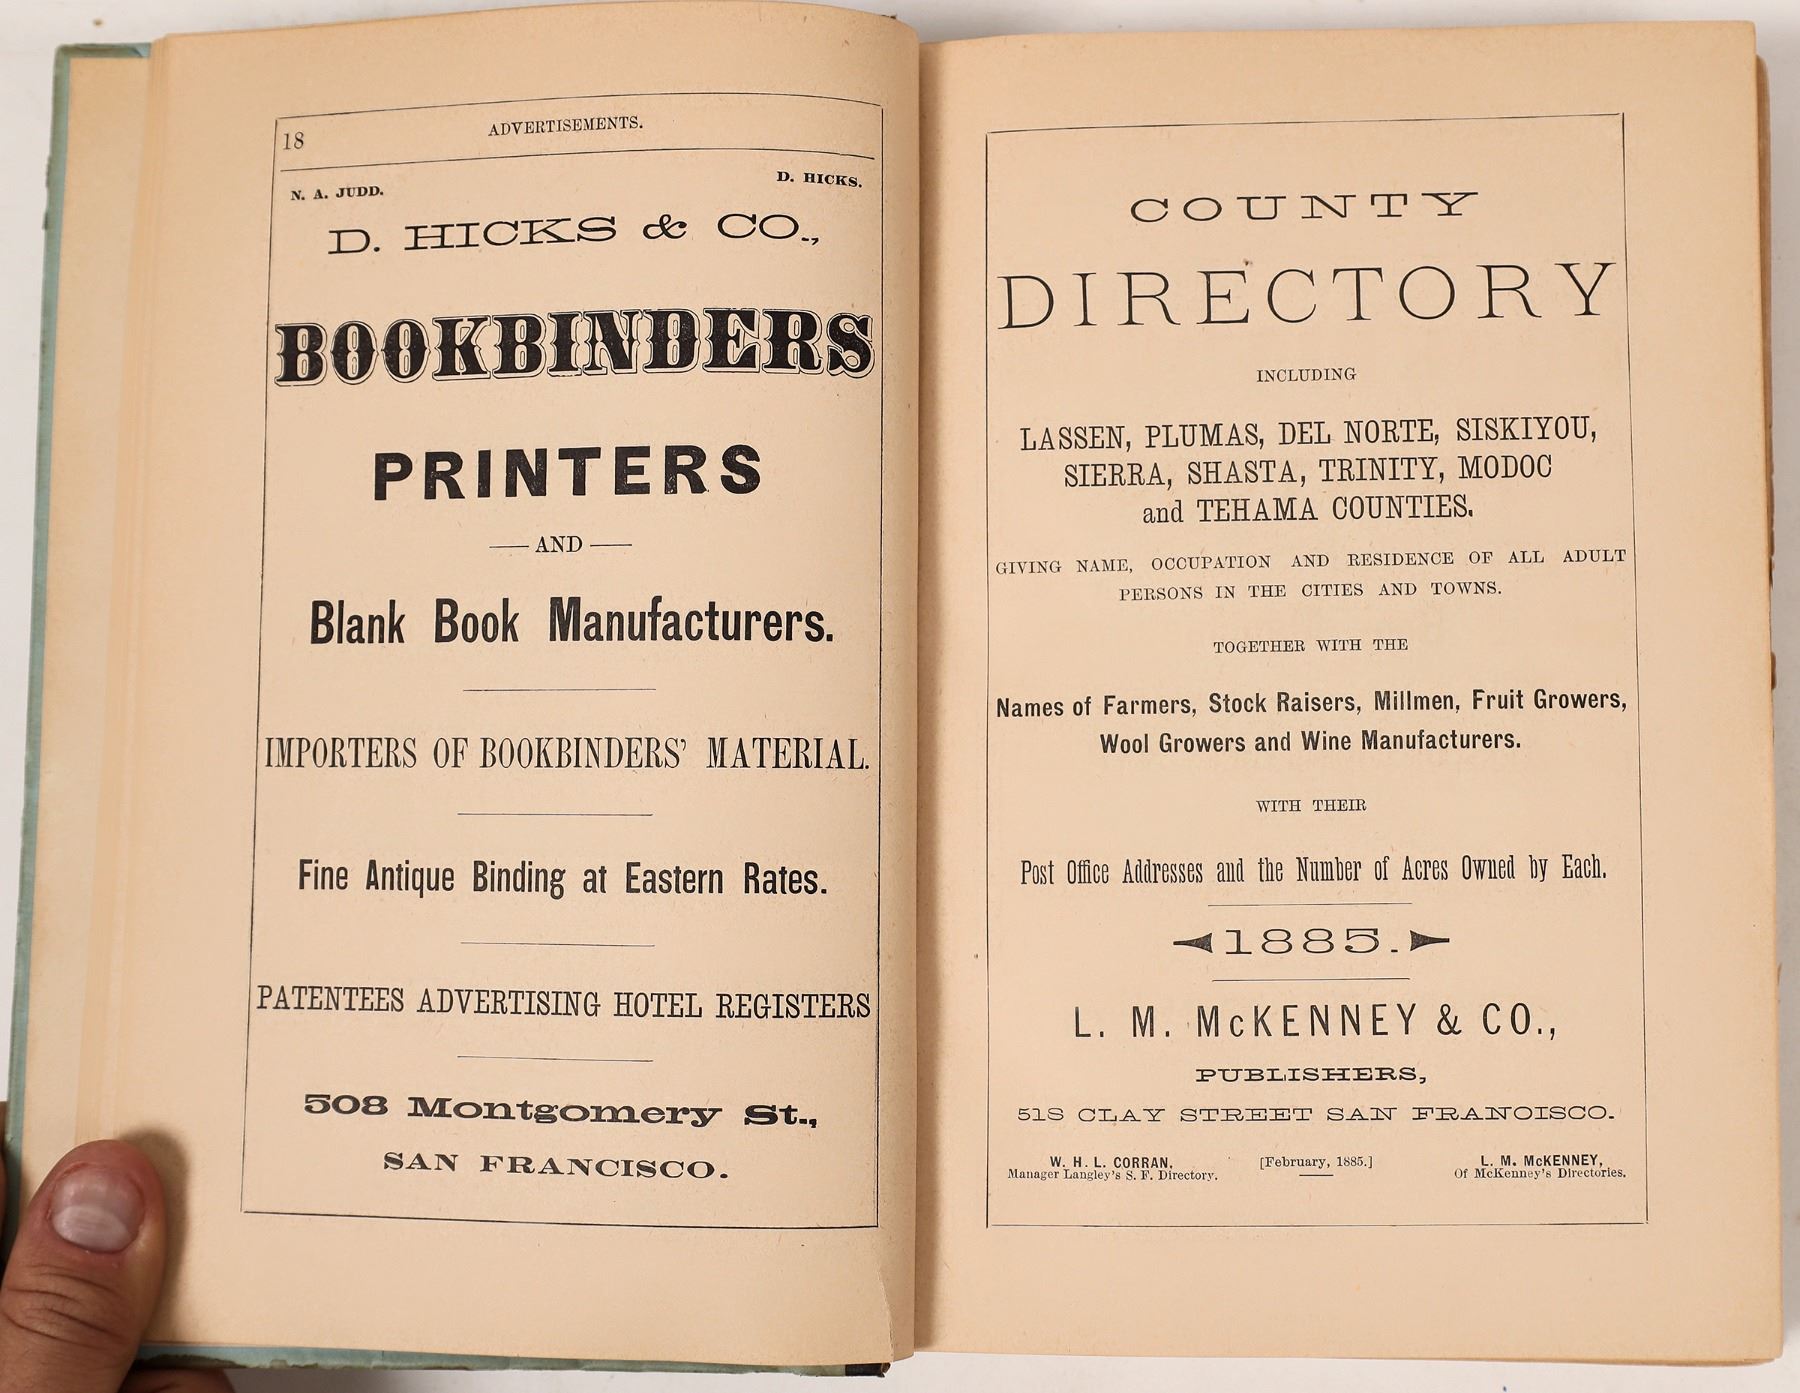 18
ADVERTISEMENTS.
N. A. JUDD.
D. HICKS.
D. HICKS & CO.,
BOOKBINDERS
PRINTERS
— AND —
Blank Book Manufacturers.
IMPORTERS OF BOOKBINDERS' MATERIAL.
Fine Antique Binding at Eastern Rates.
PATENTEES ADVERTISING HOTEL REGISTERS
508 Montgomery St.,
SAN FRANCISCO.
COUNTY
DIRECTORY
INCLUDING
LASSEN, PLUMAS, DEL NORTE, SISKIYOU,
SIERRA, SHASTA, TRINITY, MODOC
and TEHAMA COUNTIES.
GIVING NAME, OCCUPATION AND RESIDENCE OF ALL ADULT
PERSONS IN THE CITIES AND TOWNS.
TOGETHER WITH THE
Names of Farmers, Stock Raisers, Millmen, Fruit Growers,
Wool Growers and Wine Manufacturers.
WITH THEIR
Post Office Addresses and the Number of Acres Owned by Each.
1885.
L. M. McKENNEY & CO.,
PUBLISHERS,
518 CLAY STREET SAN FRANOISCO.
W. H. L. CORRAN,
Manager Langley's S. F. Directory.
[February, 1885.]
L. M. McKENNEY,
Of McKenney's Directories.